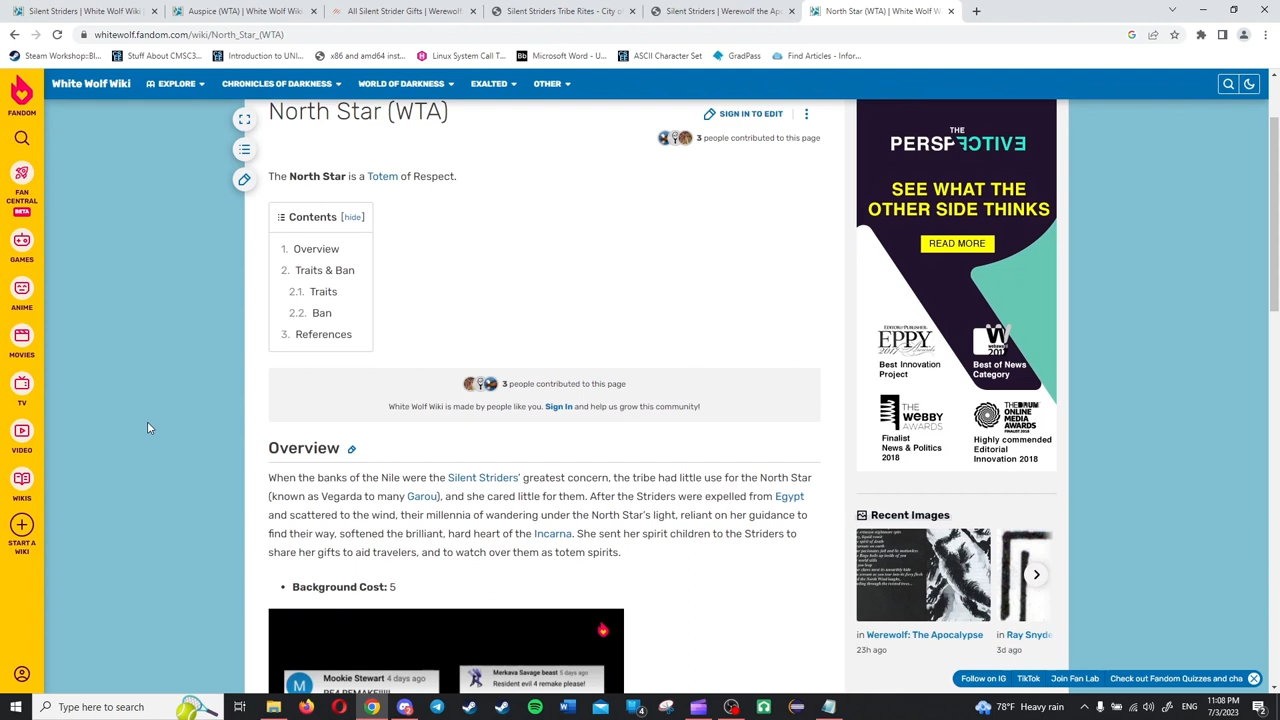 Silent Striders | Werewolf: the
Auspice (WTA) | White Wolf W
All Silent Strider Gifts | Werewolf
Silent Striders Tribe Rites - City o
Silent Striders | Werewolf the Apo
North Star (WTA) | White Wolf W
whitewolf.fandom.com/wiki/North_Star_(WTA)
Steam Workshop::Bl...
Stuff About CMSC3...
Introduction to UNI...
x86 and amd64 inst...
Linux System Call T...
Microsoft Word - U...
ASCII Character Set
GradPass
Find Articles - Infor...
White Wolf Wiki
EXPLORE
CHRONICLES OF DARKNESS
WORLD OF DARKNESS
EXALTED
OTHER
FANDOM
FAN
CENTRAL
BETA
GAMES
ANIME
MOVIES
TV
VIDEO
WIKIS
START A
WIKI
North Star (WTA)
SIGN IN TO EDIT
3 people contributed to this page
The North Star is a Totem of Respect.
Contents [hide]
1. Overview
2. Traits & Ban
2.1. Traits
2.2. Ban
3. References
3 people contributed to this page
White Wolf Wiki is made by people like you. Sign In and help us grow this community!
Overview
When the banks of the Nile were the Silent Striders' greatest concern, the tribe had little use for the North Star
(known as Vegarda to many Garou), and she cared little for them. After the Striders were expelled from Egypt
and scattered to the wind, their millennia of wandering under the North Star's light, reliant on her guidance to
find their way, softened the brilliant, hard heart of the Incarna. She sent her spirit children to the Striders to
share her gifts to aid travelers, and to watch over them as totem spirits.
• Background Cost: 5
Mookie Stewart 4 days ago
RE4 REMAKE!!!!!
Merkava Savage beast 5 days ago
Resident evil 4 remake please!
THE
PERSPECTIVE
SEE WHAT THE
OTHER SIDE THINKS
READ MORE
EDITOR&PUBLISHER
EPPY
2017 Awards
Best Innovation
Project
W
webaward
2017
Best of News
Category
THE
WEBBY
AWARDS
Finalist
News & Politics
2018
THE DRUM
ONLINE
MEDIA
AWARDS
FINALIST 2018
Highly commended
Editorial
Innovation 2018
Recent Images
in Werewolf: The Apocalypse
23h ago
in Ray Snyde
3d ago
Follow on IG
TikTok
Join Fan Lab
Check out Fandom Quizzes and cha
Type here to search
78°F Heavy rain
11:08 PM
7/3/2023